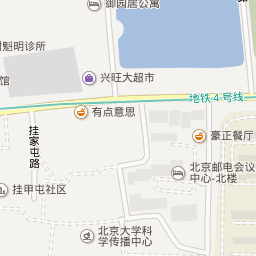 御园居公寓
魁明诊所
馆
兴旺大超市
地铁4号线
有点意思
挂家屯路
豪正餐厅
北京邮电会议
中心-北楼
挂甲屯社区
北京大学科
学传播中心